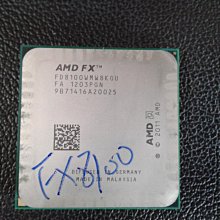 AMD FX™
FD8100WMW8KGU
FA 1203PGN
9B71416A20025
© 2011 AMD
DIFFUSED IN GERMANY
MADE IN MALAYSIA
AMD
FX8100